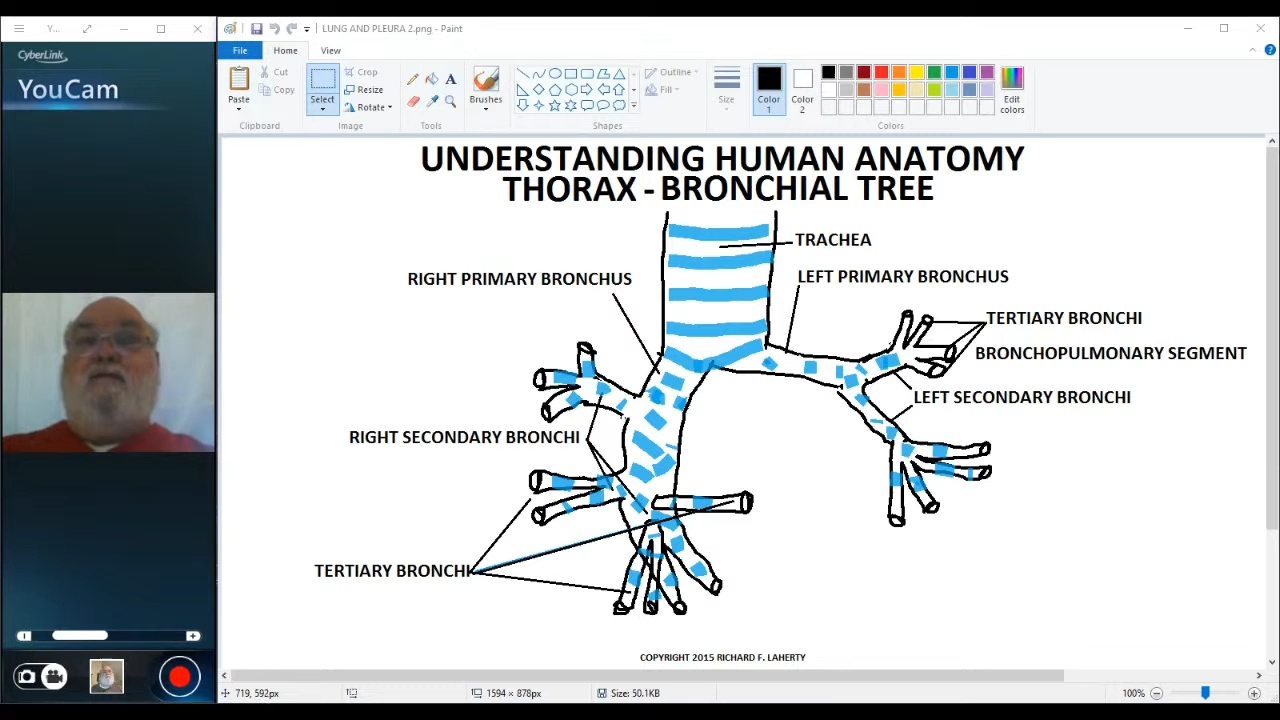 Y...
CyberLink
YouCam
LUNG AND PLEURA 2.png - Paint
File
Home
View
Paste
Cut
Copy
Clipboard
Select
Crop
Resize
Rotate
Image
A
Tools
Brushes
Shapes
Outline
Fill
Size
Color
1
Color
2
Edit
colors
Colors
UNDERSTANDING HUMAN ANATOMY
THORAX - BRONCHIAL TREE
TRACHEA
RIGHT PRIMARY BRONCHUS
LEFT PRIMARY BRONCHUS
TERTIARY BRONCHI
BRONCHOPULMONARY SEGMENT
LEFT SECONDARY BRONCHI
RIGHT SECONDARY BRONCHI
TERTIARY BRONCHI
COPYRIGHT 2015 RICHARD F. LAHERTY
719, 592px
1594 × 878px
Size: 50.1KB
100%